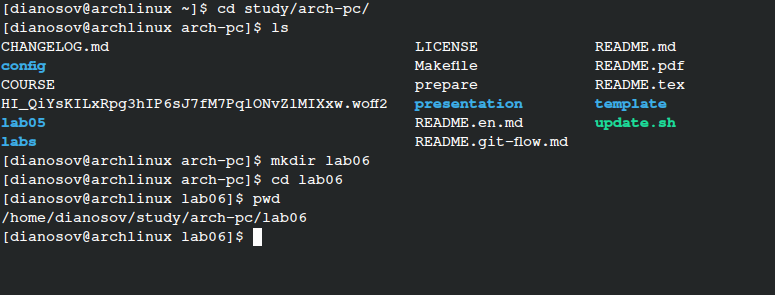 [dianosov@archlinux ~]$ cd study/arch-pc/
[dianosov@archlinux arch-pc]$ ls
CHANGELOG.md LICENSE README.md
config Makefile README.pdf
COURSE prepare README.tex
HI_QiYsKILxRpg3hIP6sJ7fM7PqlONvZlMIXxw.woff2 presentation template
lab05 README.en.md update.sh
labs README.git-flow.md
[dianosov@archlinux arch-pc]$ mkdir lab06
[dianosov@archlinux arch-pc]$ cd lab06
[dianosov@archlinux lab06]$ pwd
/home/dianosov/study/arch-pc/lab06
[dianosov@archlinux lab06]$